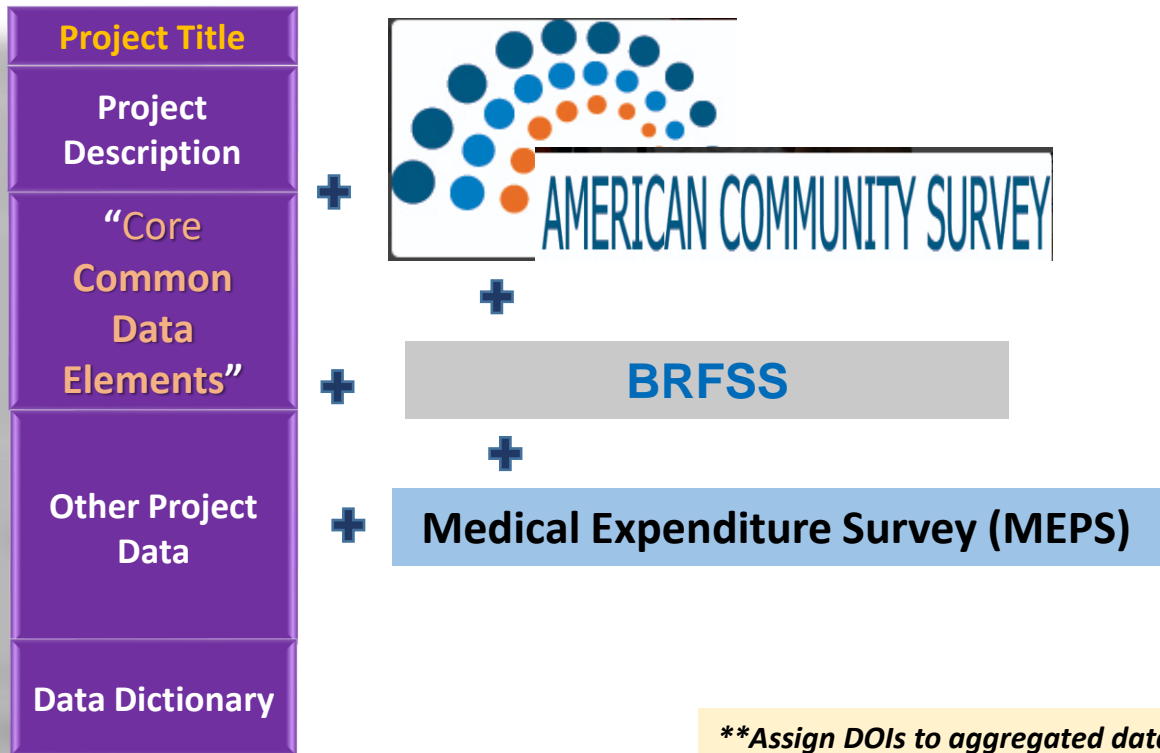 Project Title
Project
Description
“Core
Common
Data
Elements”
Other Project
Data
Data Dictionary
AMERICAN COMMUNITY SURVEY
BRFSS
Medical Expenditure Survey (MEPS)
**Assign DOIs to aggregated data